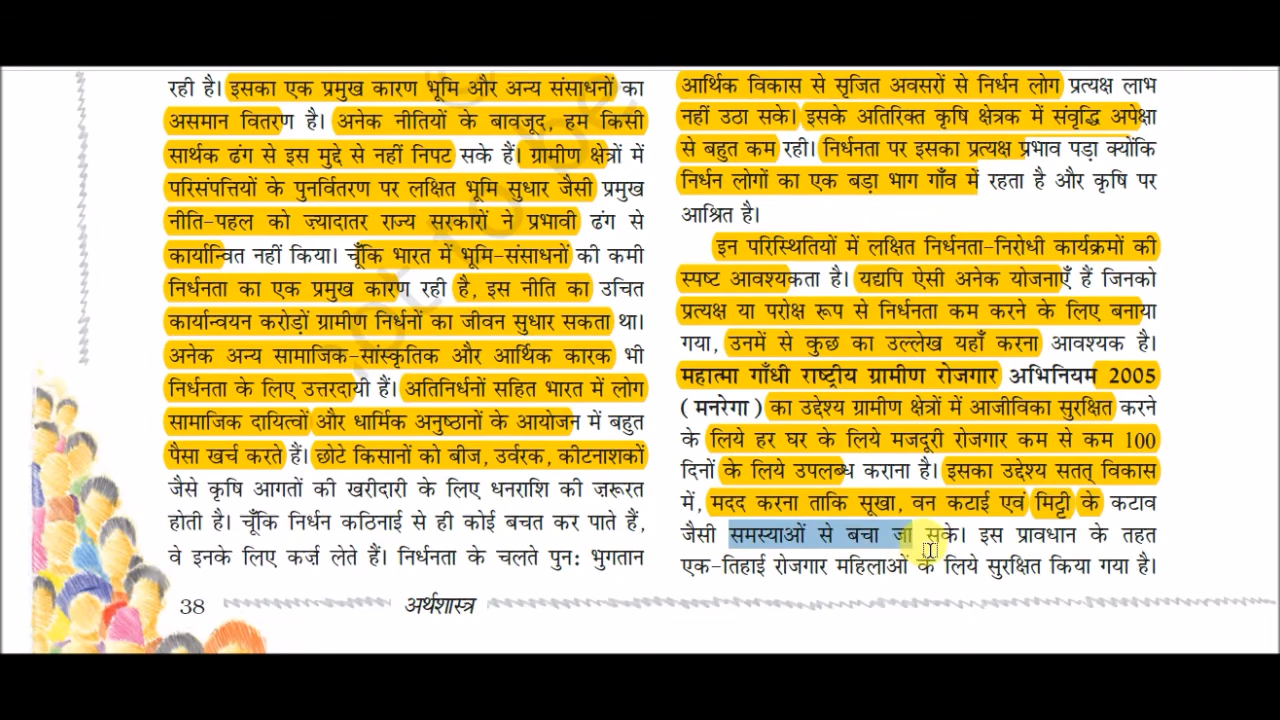 रही है। इसका एक प्रमुख कारण भूमि और अन्य संसाधनों का
असमान वितरण है। अनेक नीतियों के बावजूद, हम किसी
सार्थक ढंग से इस मुद्दे से नहीं निपट सके हैं। ग्रामीण क्षेत्रों में
परिसंपत्तियों के पुनर्वितरण पर लक्षित भूमि सुधार जैसी प्रमुख
नीति-पहल को ज़्यादातर राज्य सरकारों ने प्रभावी ढंग से
कार्यान्वित नहीं किया। चूँकि भारत में भूमि-संसाधनों की कमी
निर्धनता का एक प्रमुख कारण रही है, इस नीति का उचित
कार्यान्वयन करोड़ों ग्रामीण निर्धनों का जीवन सुधार सकता था।
अनेक अन्य सामाजिक-सांस्कृतिक और आर्थिक कारक भी
निर्धनता के लिए उत्तरदायी हैं। अतिनिर्धनों सहित भारत में लोग
सामाजिक दायित्वों और धार्मिक अनुष्ठानों के आयोजन में बहुत
पैसा खर्च करते हैं। छोटे किसानों को बीज, उर्वरक, कीटनाशकों
जैसे कृषि आगतों की खरीदारी के लिए धनराशि की ज़रूरत
होती है। चूँकि निर्धन कठिनाई से ही कोई बचत कर पाते हैं,
वे इनके लिए कर्ज़ लेते हैं। निर्धनता के चलते पुन: भुगतान
38 अर्थशास्त्र
आर्थिक विकास से सृजित अवसरों से निर्धन लोग प्रत्यक्ष लाभ
नहीं उठा सके। इसके अतिरिक्त कृषि क्षेत्रक में संवृद्धि अपेक्षा
से बहुत कम रही। निर्धनता पर इसका प्रत्यक्ष प्रभाव पड़ा क्योंकि
निर्धन लोगों का एक बड़ा भाग गाँव में रहता है और कृषि पर
आश्रित है।
इन परिस्थितियों में लक्षित निर्धनता-निरोधी कार्यक्रमों की
स्पष्ट आवश्यकता है। यद्यपि ऐसी अनेक योजनाएँ हैं जिनको
प्रत्यक्ष या परोक्ष रूप से निर्धनता कम करने के लिए बनाया
गया, उनमें से कुछ का उल्लेख यहाँ करना आवश्यक है।
महात्मा गाँधी राष्ट्रीय ग्रामीण रोजगार अभिनियम 2005
(मनरेगा) का उद्देश्य ग्रामीण क्षेत्रों में आजीविका सुरक्षित करने
के लिये हर घर के लिये मजदूरी रोजगार कम से कम 100
दिनों के लिये उपलब्ध कराना है। इसका उद्देश्य सतत् विकास
में, मदद करना ताकि सूखा, वन कटाई एवं मिट्टी के कटाव
जैसी समस्याओं से बचा जा सके। इस प्रावधान के तहत
एक-तिहाई रोजगार महिलाओं के लिये सुरक्षित किया गया है।